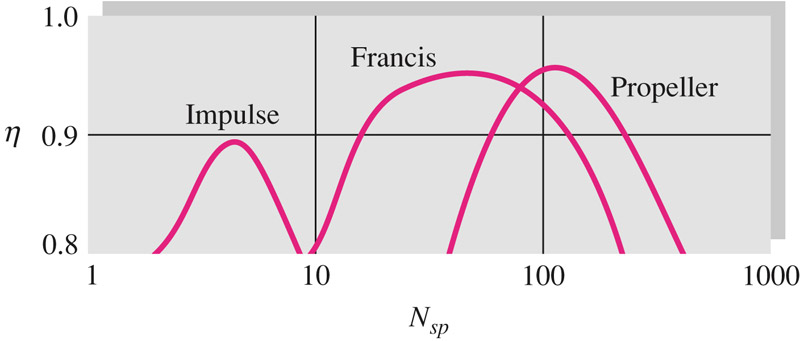 1.0
Francis
Propeller
Impulse
η 0.9
0.8
1 10 100 1000
Nsp